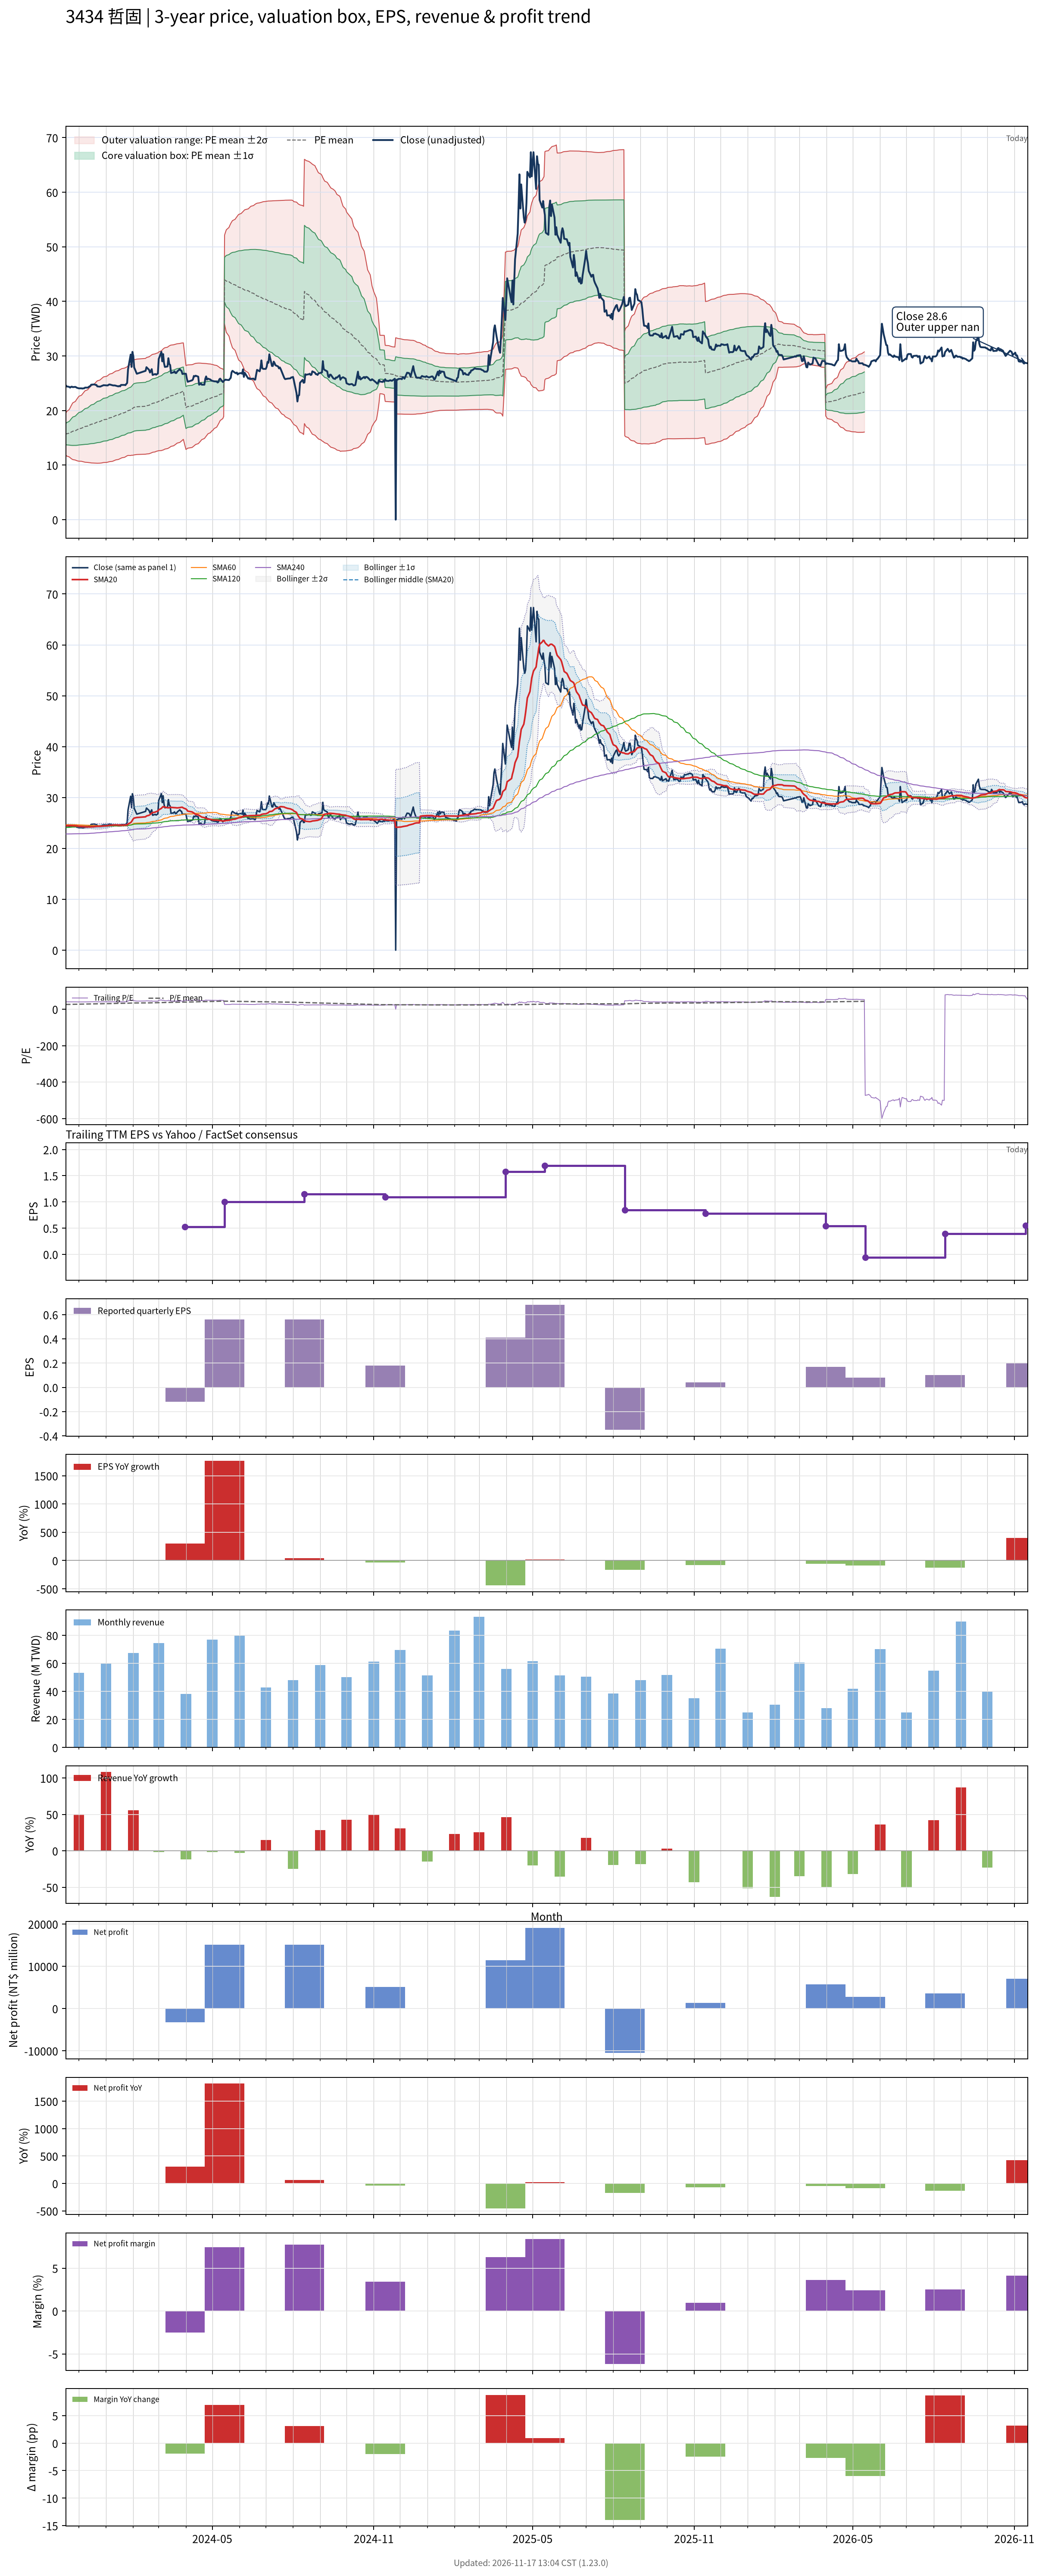 3434 哲固 | 3-year price, valuation box, EPS, revenue & profit trend
Outer valuation range: PE mean ±2σ
Core valuation box: PE mean ±1σ
PE mean
Close (unadjusted)
Today
Price (TWD)
70
60
50
40
30
20
10
0
Close 28.6
Outer upper nan
Close (same as panel 1)
SMA20
SMA60
SMA120
SMA240
Bollinger ±2σ
Bollinger ±1σ
Bollinger middle (SMA20)
Price
70
60
50
40
30
20
10
0
Trailing P/E
P/E mean
P/E
0
-200
-400
-600
Trailing TTM EPS vs Yahoo / FactSet consensus
Today
EPS
2.0
1.5
1.0
0.5
0.0
Reported quarterly EPS
EPS
0.6
0.4
0.2
0.0
-0.2
-0.4
EPS YoY growth
YoY (%)
1500
1000
500
0
-500
Monthly revenue
Revenue (M TWD)
80
60
40
20
0
Revenue YoY growth
YoY (%)
100
50
0
-50
Month
Net profit
Net profit (NT$ million)
20000
10000
0
-10000
Net profit YoY
YoY (%)
1500
1000
500
0
-500
Net profit margin
Margin (%)
5
0
-5
Margin YoY change
Δ margin (pp)
5
0
-5
-10
-15
2024-05
2024-11
2025-05
2025-11
2026-05
2026-11
Updated: 2026-11-17 13:04 CST (1.23.0)